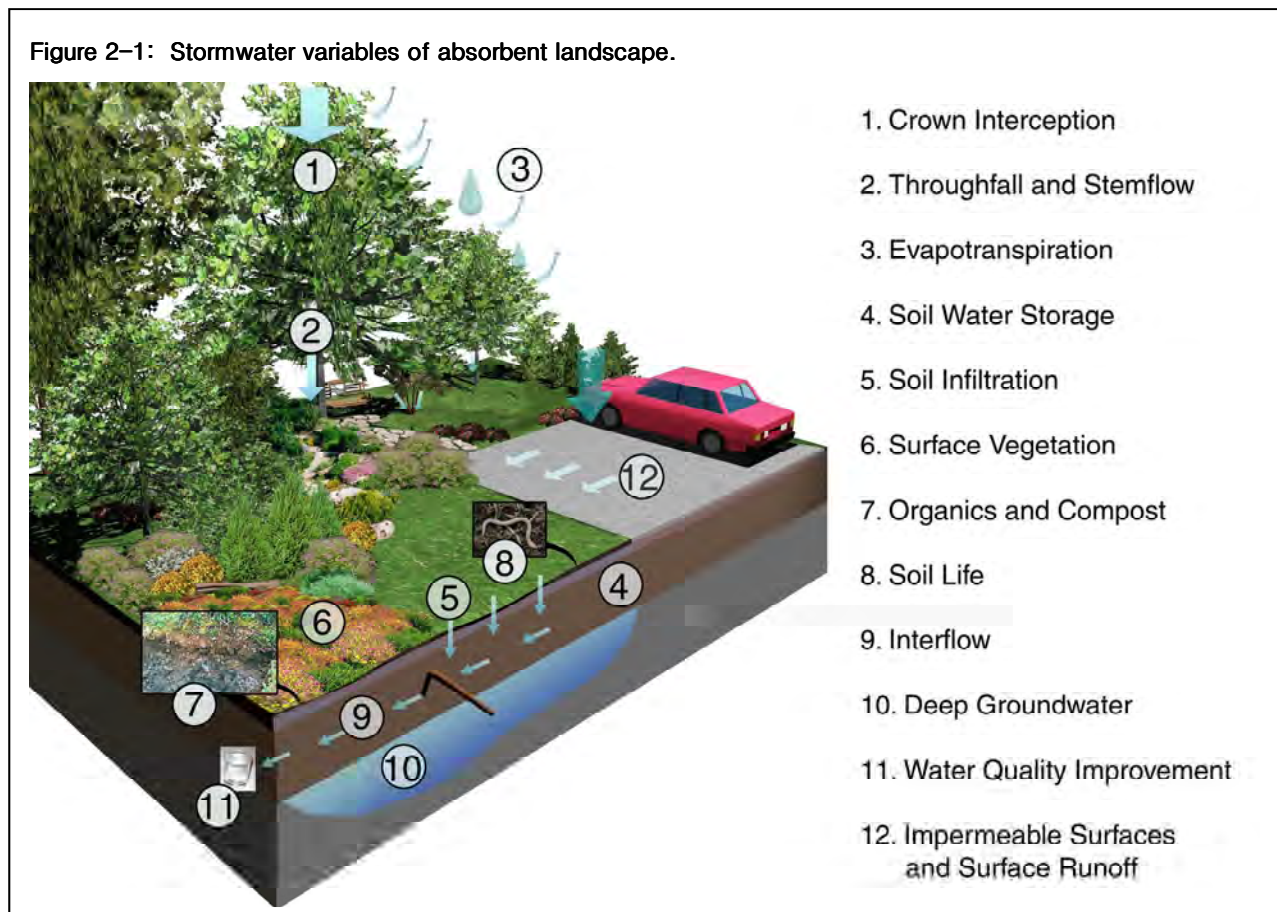 Figure 2-1: Stormwater variables of absorbent landscape.
1
3
2
12
8
4
5
6
7
9
10
11
1. Crown Interception
2. Throughfall and Stemflow
3. Evapotranspiration
4. Soil Water Storage
5. Soil Infiltration
6. Surface Vegetation
7. Organics and Compost
8. Soil Life
9. Interflow
10. Deep Groundwater
11. Water Quality Improvement
12. Impermeable Surfaces
and Surface Runoff